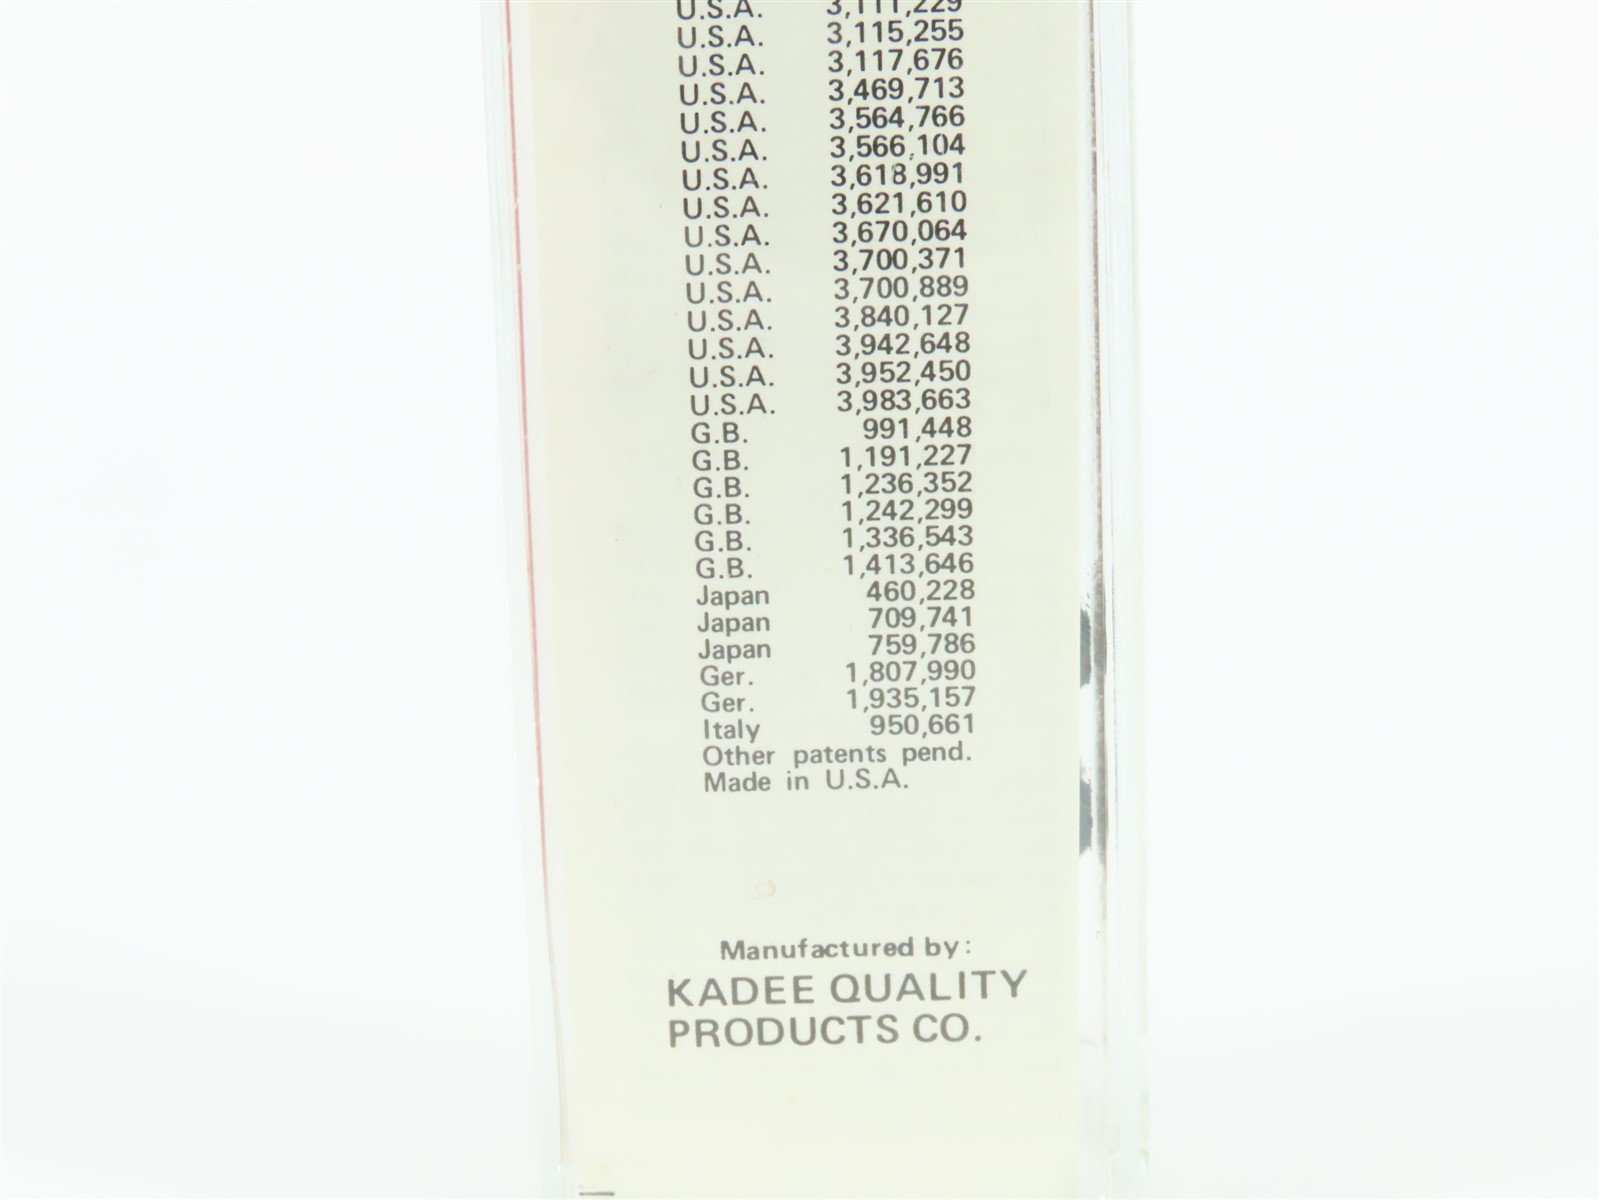 U.S.A. 3,111,229
U.S.A. 3,115,255
U.S.A. 3,117,676
U.S.A. 3,469,713
U.S.A. 3,564,766
U.S.A. 3,566,104
U.S.A. 3,618,991
U.S.A. 3,621,610
U.S.A. 3,670,064
U.S.A. 3,700,371
U.S.A. 3,700,889
U.S.A. 3,840,127
U.S.A. 3,942,648
U.S.A. 3,952,450
U.S.A. 3,983,663
G.B. 991,448
G.B. 1,191,227
G.B. 1,236,352
G.B. 1,242,299
G.B. 1,336,543
G.B. 1,413,646
Japan 460,228
Japan 709,741
Japan 759,786
Ger. 1,807,990
Ger. 1,935,157
Italy 950,661
Other patents pend.
Made in U.S.A.
Manufactured by:
KADEE QUALITY
PRODUCTS CO.